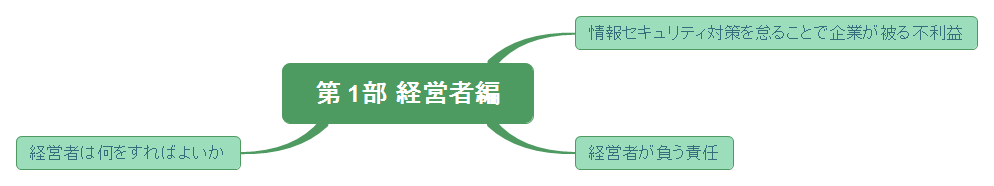 情報セキュリティ対策を怠ることで企業が被る不利益
第1部 経営者編
経営者は何をすればよいか
経営者が負う責任